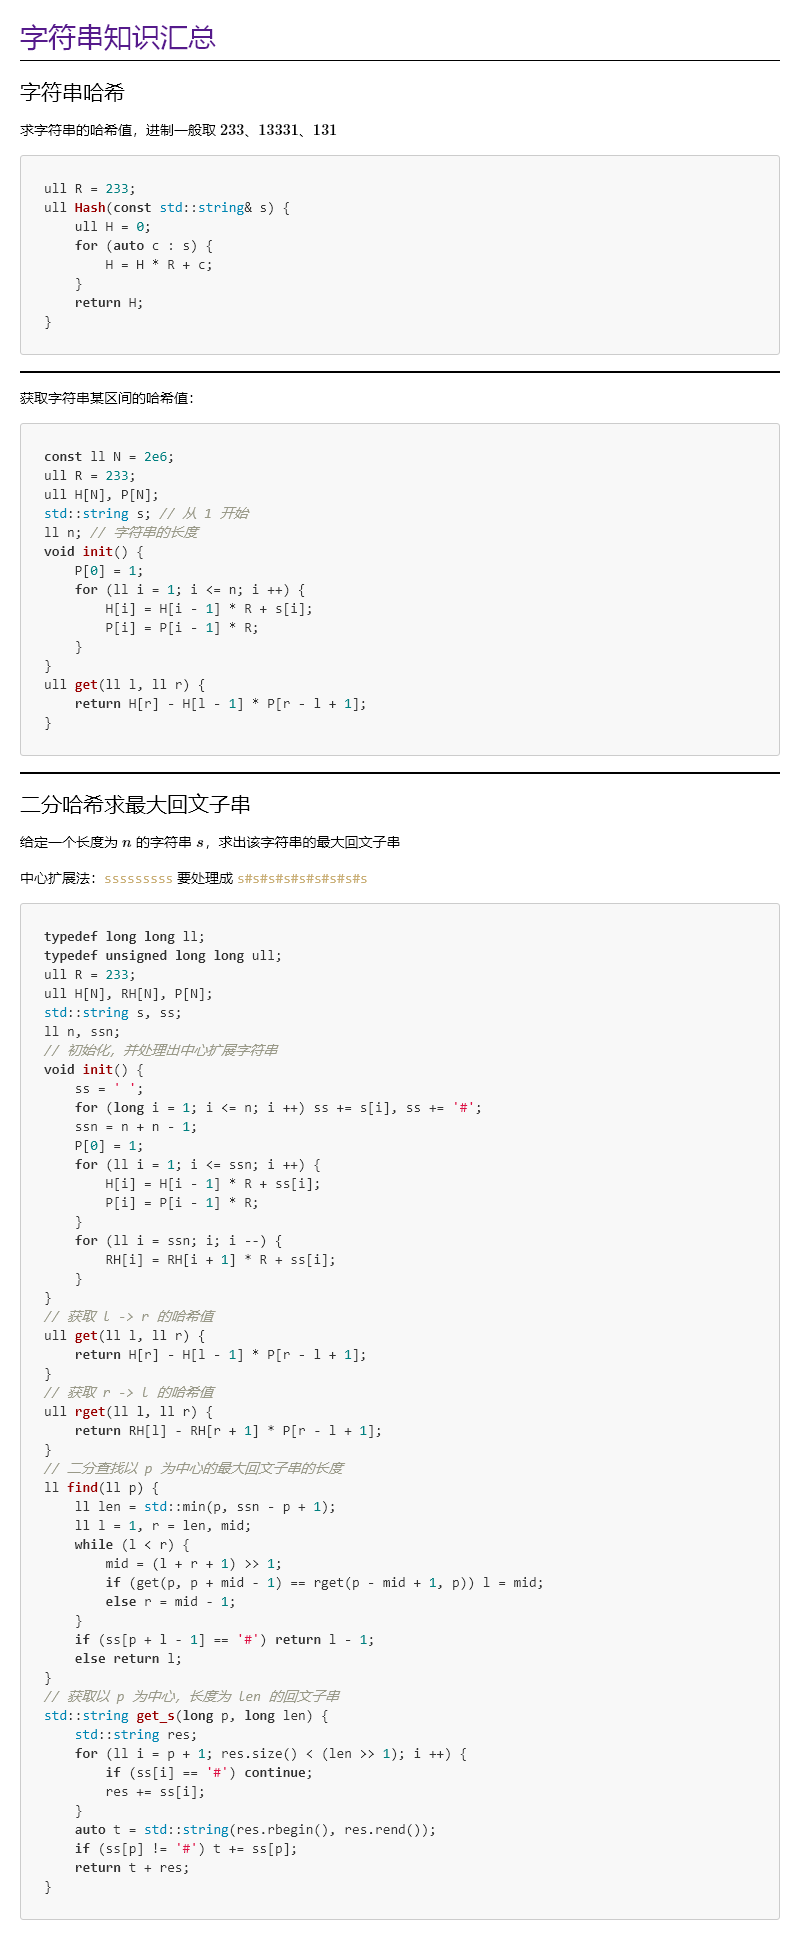 字符串知识汇总
字符串哈希
求字符串的哈希值，进制一般取 233、13331、131
ull R = 233;
ull Hash(const std::string& s) {
    ull H = 0;
    for (auto c : s) {
        H = H * R + c;
    }
    return H;
}
获取字符串某区间的哈希值：
const ll N = 2e6;
ull R = 233;
ull H[N], P[N];
std::string s; // 从 1 开始
ll n; // 字符串的长度
void init() {
    P[0] = 1;
    for (ll i = 1; i <= n; i ++) {
        H[i] = H[i - 1] * R + s[i];
        P[i] = P[i - 1] * R;
    }
}
ull get(ll l, ll r) {
    return H[r] - H[l - 1] * P[r - l + 1];
}
二分哈希求最大回文子串
给定一个长度为 n 的字符串 s，求出该字符串的最大回文子串
中心扩展法：sssssssss 要处理成 s#s#s#s#s#s#s#s#s
typedef long long ll;
typedef unsigned long long ull;
ull R = 233;
ull H[N], RH[N], P[N];
std::string s, ss;
ll n, ssn;
// 初始化，并处理出中心扩展字符串
void init() {
    ss = ' ';
    for (long i = 1; i <= n; i ++) ss += s[i], ss += '#';
    ssn = n + n - 1;
    P[0] = 1;
    for (ll i = 1; i <= ssn; i ++) {
        H[i] = H[i - 1] * R + ss[i];
        P[i] = P[i - 1] * R;
    }
    for (ll i = ssn; i; i --) {
        RH[i] = RH[i + 1] * R + ss[i];
    }
}
// 获取 l -> r 的哈希值
ull get(ll l, ll r) {
    return H[r] - H[l - 1] * P[r - l + 1];
}
// 获取 r -> l 的哈希值
ull rget(ll l, ll r) {
    return RH[l] - RH[r + 1] * P[r - l + 1];
}
// 二分查找以 p 为中心的最大回文子串的长度
ll find(ll p) {
    ll len = std::min(p, ssn - p + 1);
    ll l = 1, r = len, mid;
    while (l < r) {
        mid = (l + r + 1) >> 1;
        if (get(p, p + mid - 1) == rget(p - mid + 1, p)) l = mid;
        else r = mid - 1;
    }
    if (ss[p + l - 1] == '#') return l - 1;
    else return l;
}
// 获取以 p 为中心，长度为 len 的回文子串
std::string get_s(long p, long len) {
    std::string res;
    for (ll i = p + 1; res.size() < (len >> 1); i ++) {
        if (ss[i] == '#') continue;
        res += ss[i];
    }
    auto t = std::string(res.rbegin(), res.rend());
    if (ss[p] != '#') t += ss[p];
    return t + res;
}